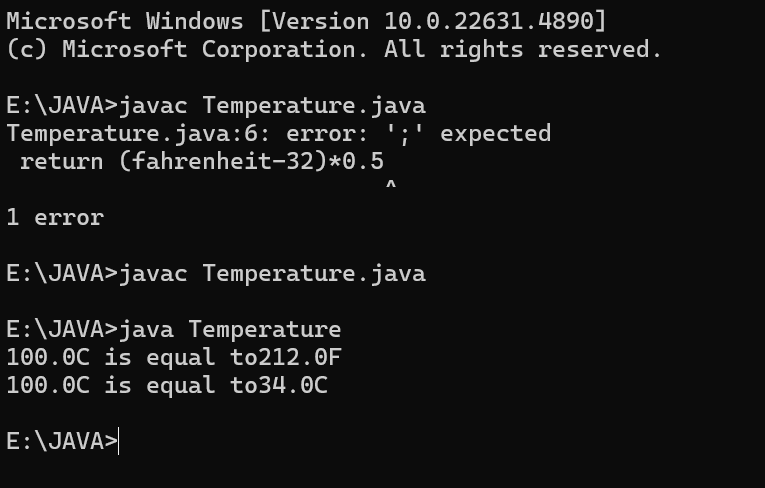 Microsoft Windows [Version 10.0.22631.4890]
(c) Microsoft Corporation. All rights reserved.
E:\JAVA>javac Temperature.java
Temperature.java:6: error: ';' expected
 return (fahrenheit-32)*0.5
^
1 error
E:\JAVA>javac Temperature.java
E:\JAVA>java Temperature
100.0C is equal to212.0F
100.0C is equal to34.0C
E:\JAVA>